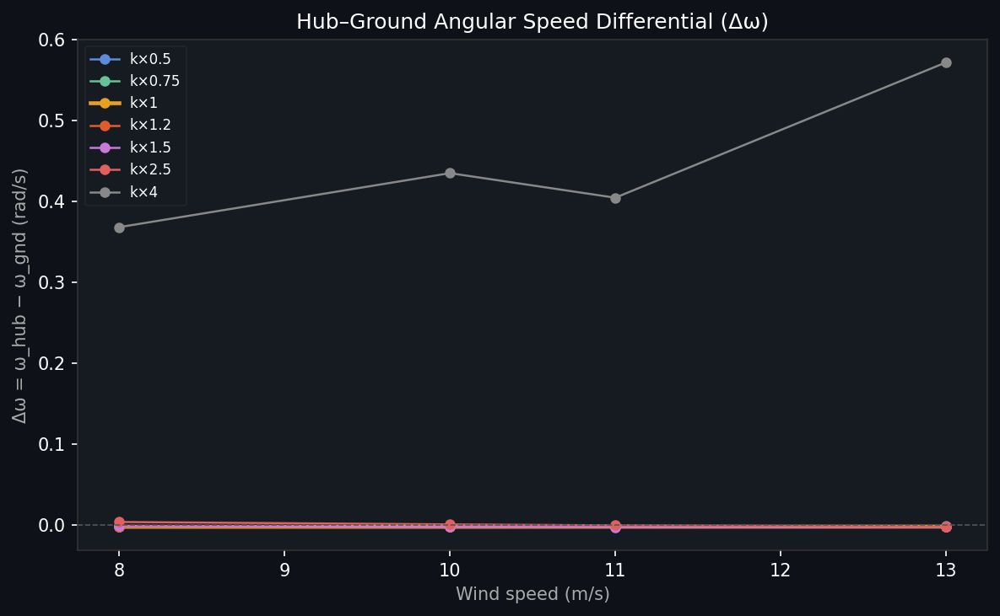 Hub–Ground Angular Speed Differential (Δω)
0.6
0.5
0.4
0.3
0.2
0.1
0.0
Δω = ω_hub − ω_gnd (rad/s)
k×0.5
k×0.75
k×1
k×1.2
k×1.5
k×2.5
k×4
8
9
10
11
12
13
Wind speed (m/s)